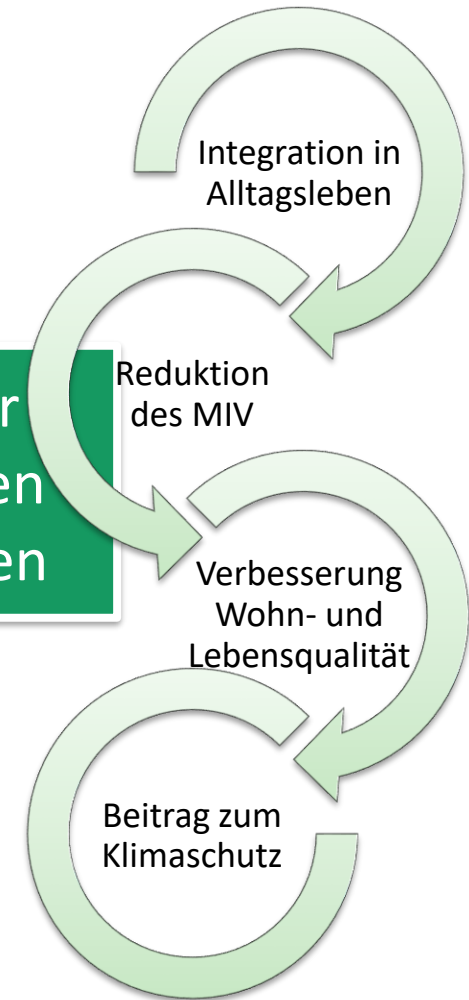 Integration in
Alltagsleben
Reduktion
des MIV
Verbesserung
Wohn- und
Lebensqualität
Beitrag zum
Klimaschutz